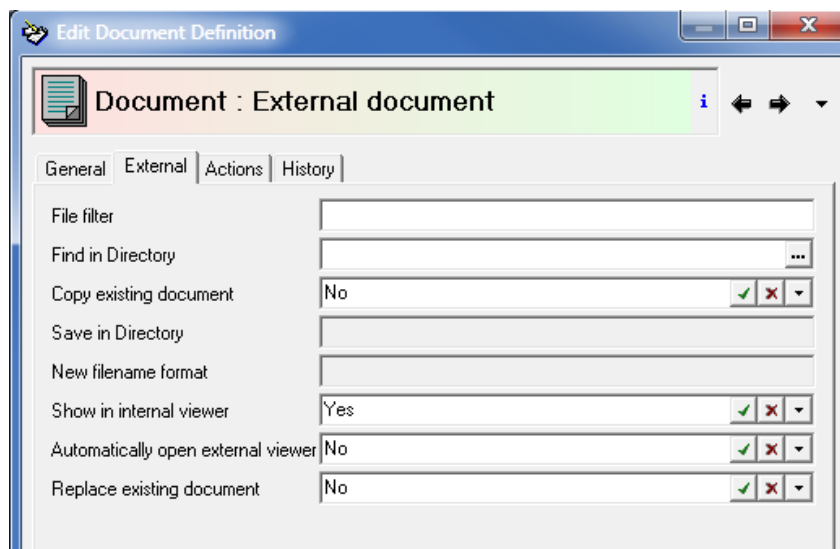 Edit Document Definition
Document : External document
i
General External Actions History
File filter
Find in Directory ...
Copy existing document No
Save in Directory
New filename format
Show in internal viewer Yes
Automatically open external viewer No
Replace existing document No